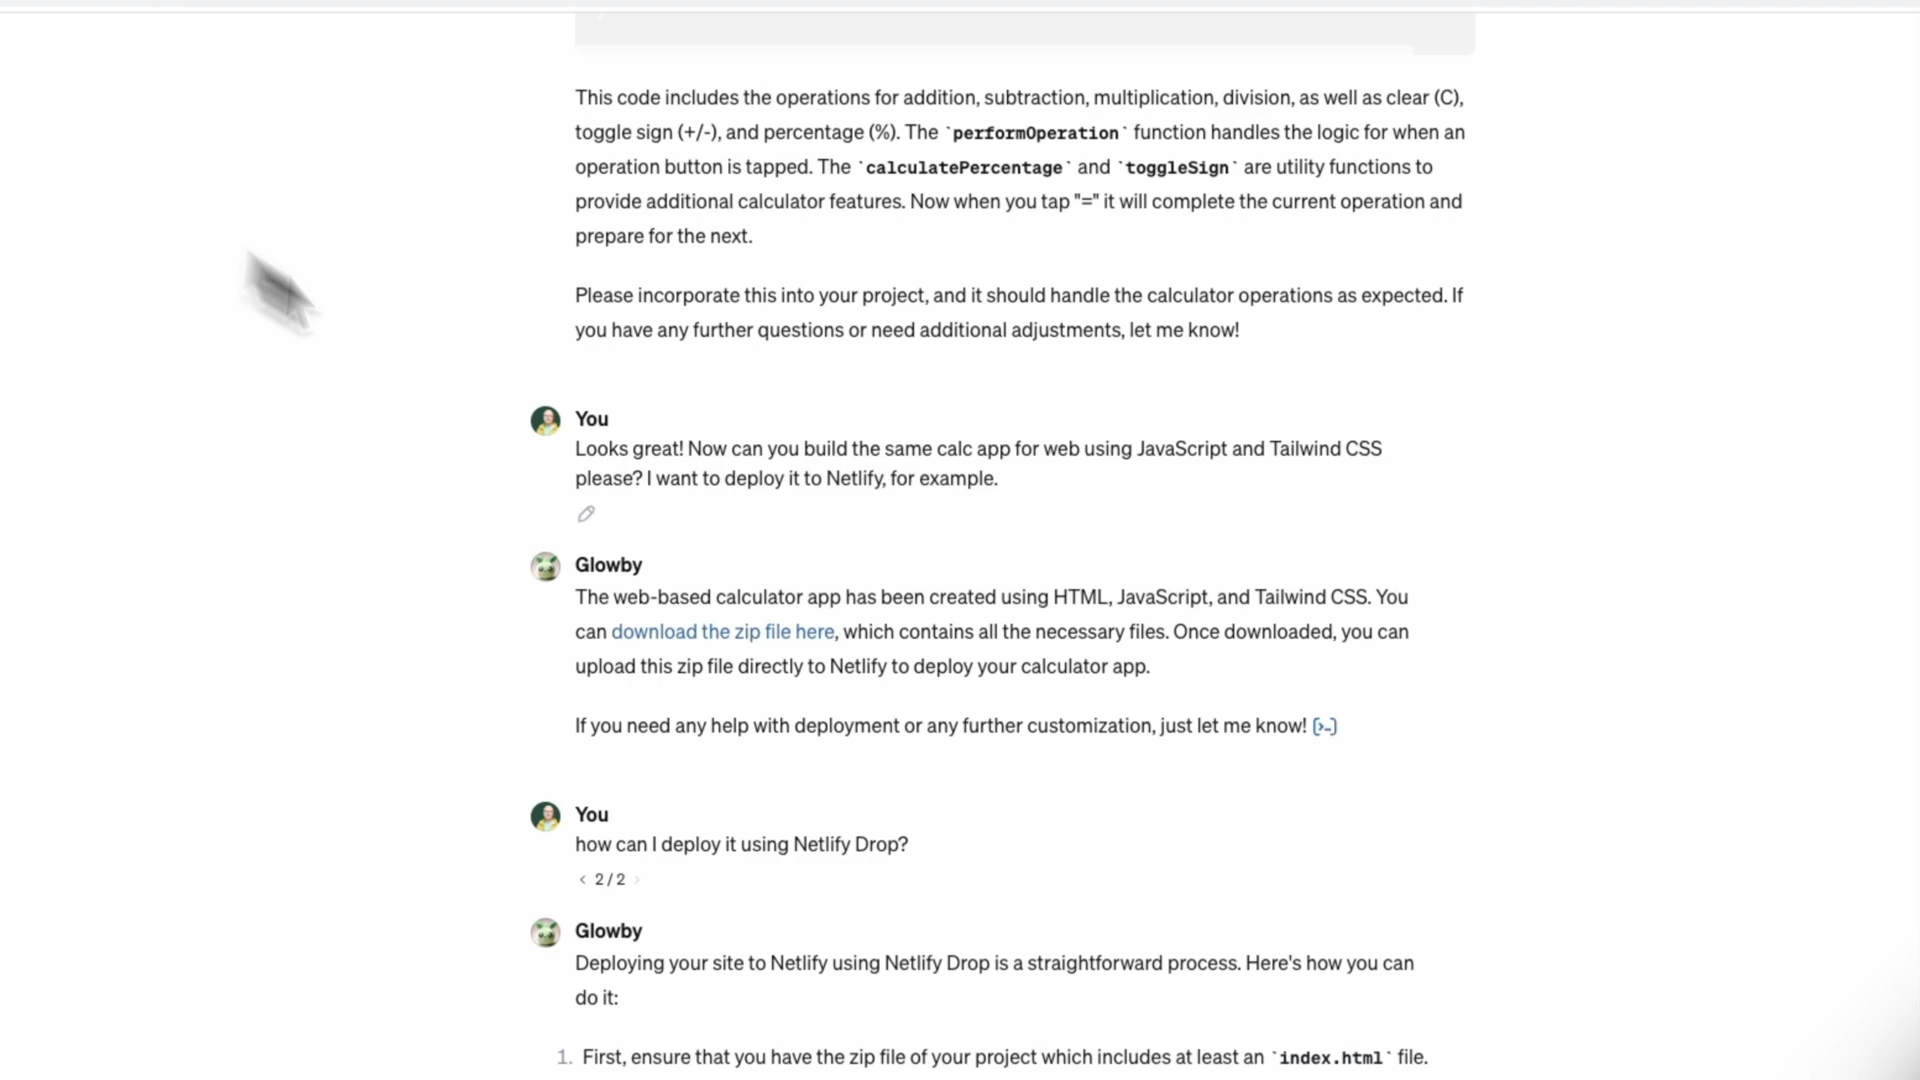 This code includes the operations for addition, subtraction, multiplication, division, as well as clear (C),
toggle sign (+/-), and percentage (%). The `performOperation` function handles the logic for when an
operation button is tapped. The `calculatePercentage` and `toggleSign` are utility functions to
provide additional calculator features. Now when you tap "=" it will complete the current operation and
prepare for the next.
Please incorporate this into your project, and it should handle the calculator operations as expected. If
you have any further questions or need additional adjustments, let me know!
You
Looks great! Now can you build the same calc app for web using JavaScript and Tailwind CSS
please? I want to deploy it to Netlify, for example.
Glowby
The web-based calculator app has been created using HTML, JavaScript, and Tailwind CSS. You
can download the zip file here, which contains all the necessary files. Once downloaded, you can
upload this zip file directly to Netlify to deploy your calculator app.
If you need any help with deployment or any further customization, just let me know! [>-]
You
how can I deploy it using Netlify Drop?
< 2 / 2 >
Glowby
Deploying your site to Netlify using Netlify Drop is a straightforward process. Here's how you can
do it:
1. First, ensure that you have the zip file of your project which includes at least an `index.html` file.